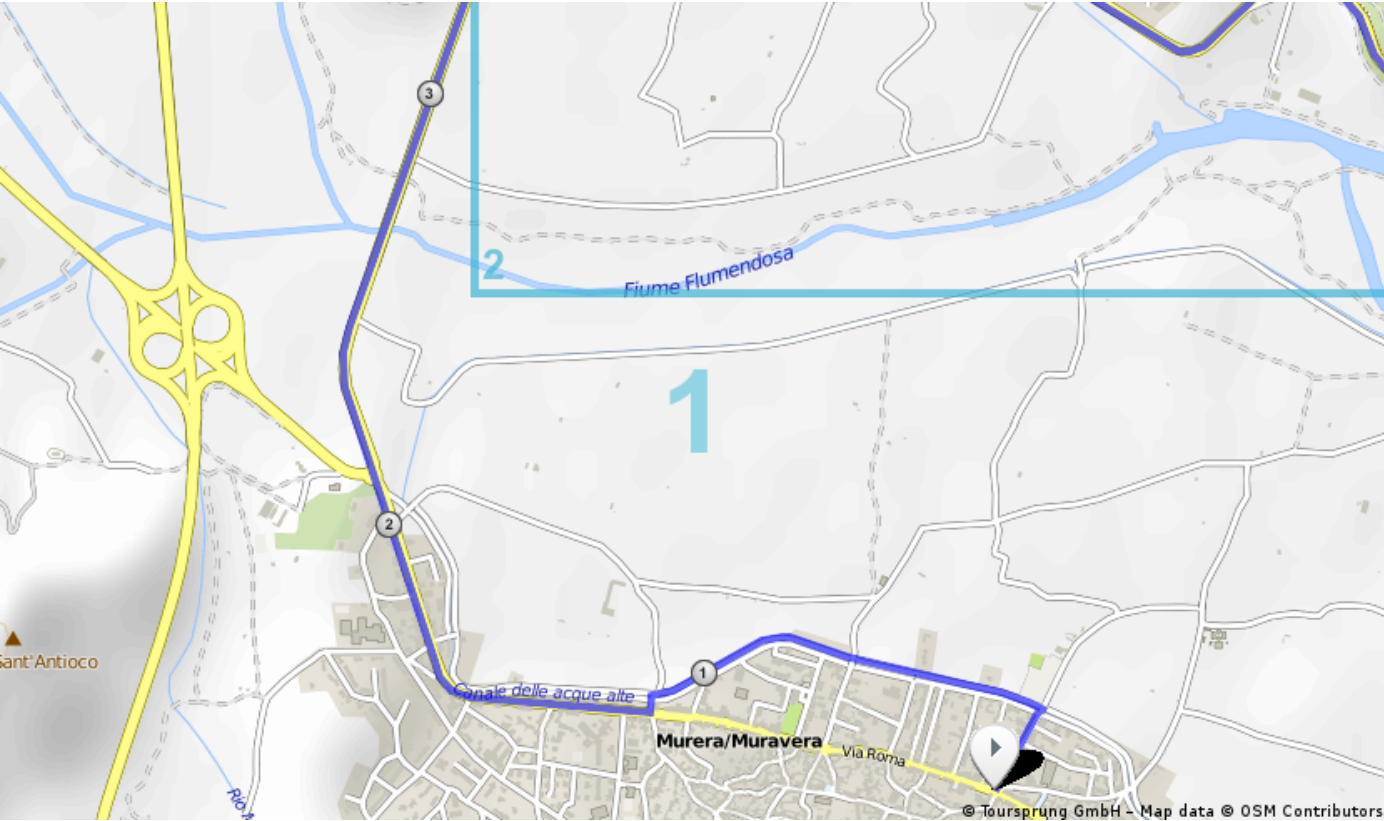 3
2
Fiume Flumendosa
1
2
Sant'Antioco
1
Canale delle acque alte
Murera/Muravera
Via Roma
Rio
© Toursprung GmbH – Map data © OSM Contributors